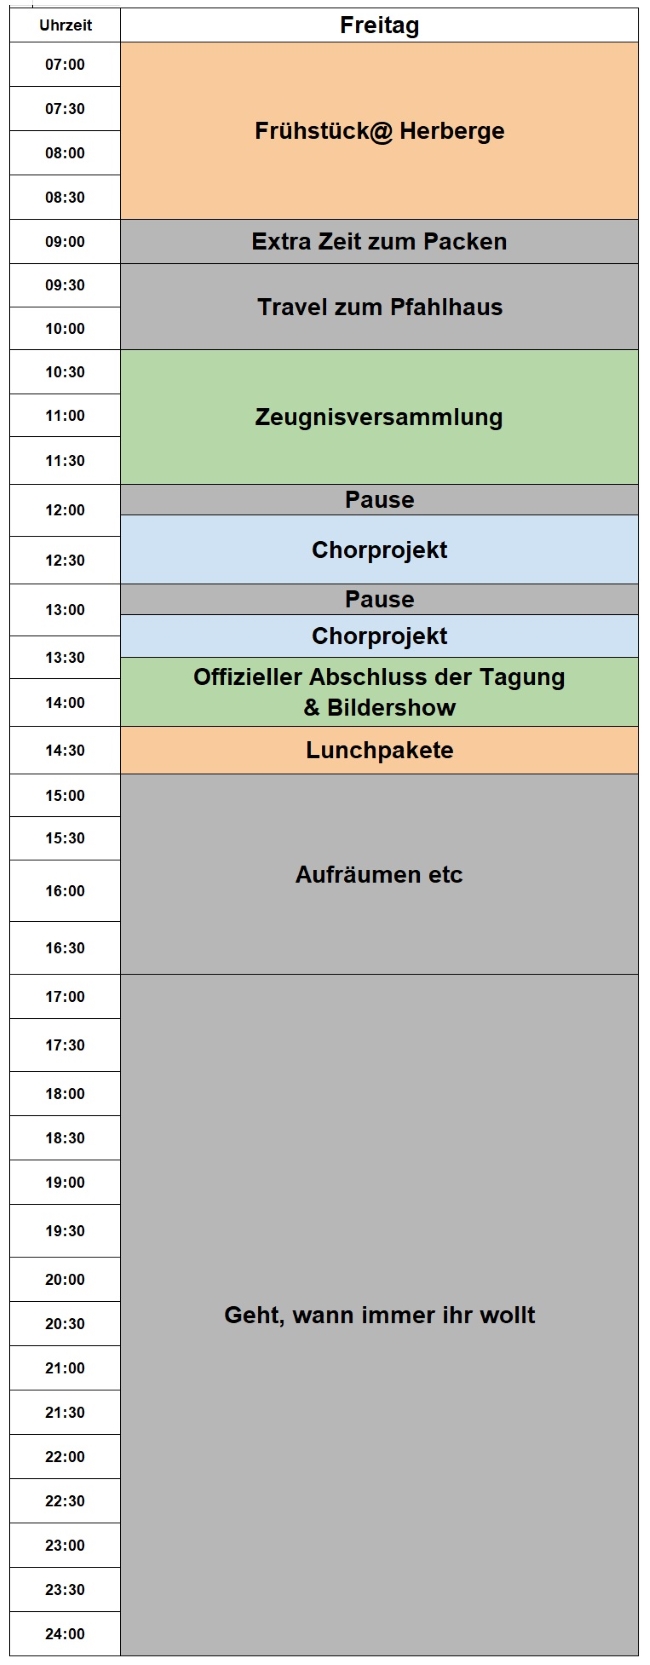 Uhrzeit Freitag
07:00
07:30
Frühstück@ Herberge
08:00
08:30
09:00 Extra Zeit zum Packen
09:30
Travel zum Pfahlhaus
10:00
10:30
11:00 Zeugnisversammlung
11:30
Pause
12:00
Chorprojekt
12:30
Pause
13:00
Chorprojekt
13:30
Offizieller Abschluss der Tagung
14:00
& Bildershow
14:30 Lunchpakete
15:00
15:30
Aufräumen etc
16:00
16:30
17:00
17:30
18:00
18:30
19:00
19:30
20:00
Geht, wann immer ihr wollt
20:30
21:00
21:30
22:00
22:30
23:00
23:30
24:00